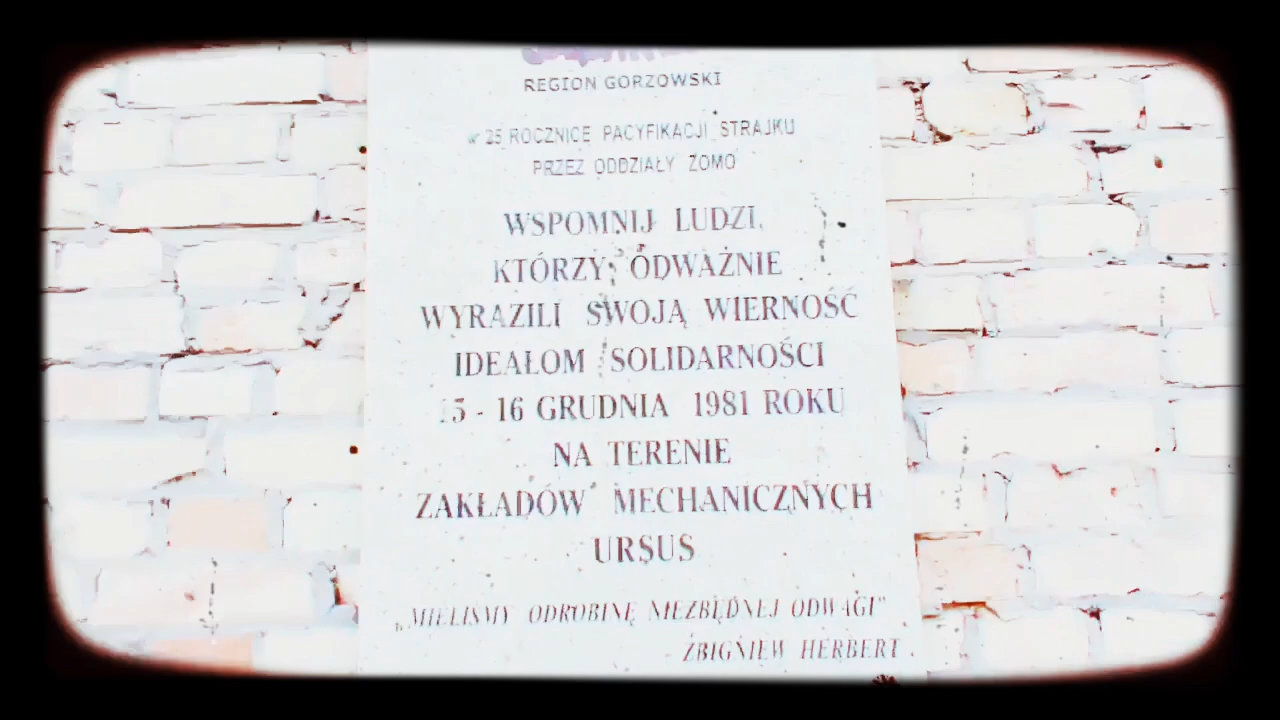 REGION GORZOWSKI
w 25 ROCZNICĘ PACYFIKACJI STRAJKU
PRZEZ ODDZIAŁY ZOMO
WSPOMNIJ LUDZI,
KTÓRZY ODWAŻNIE
WYRAZILI SWOJĄ WIERNOŚĆ
IDEAŁOM SOLIDARNOŚCI
15 - 16 GRUDNIA 1981 ROKU
NA TERENIE
ZAKŁADÓW MECHANICZNYCH
URSUS
„MIELIŚMY ODROBINĘ NIEZBĘDNEJ ODWAGI"
ZBIGNIEW HERBERT